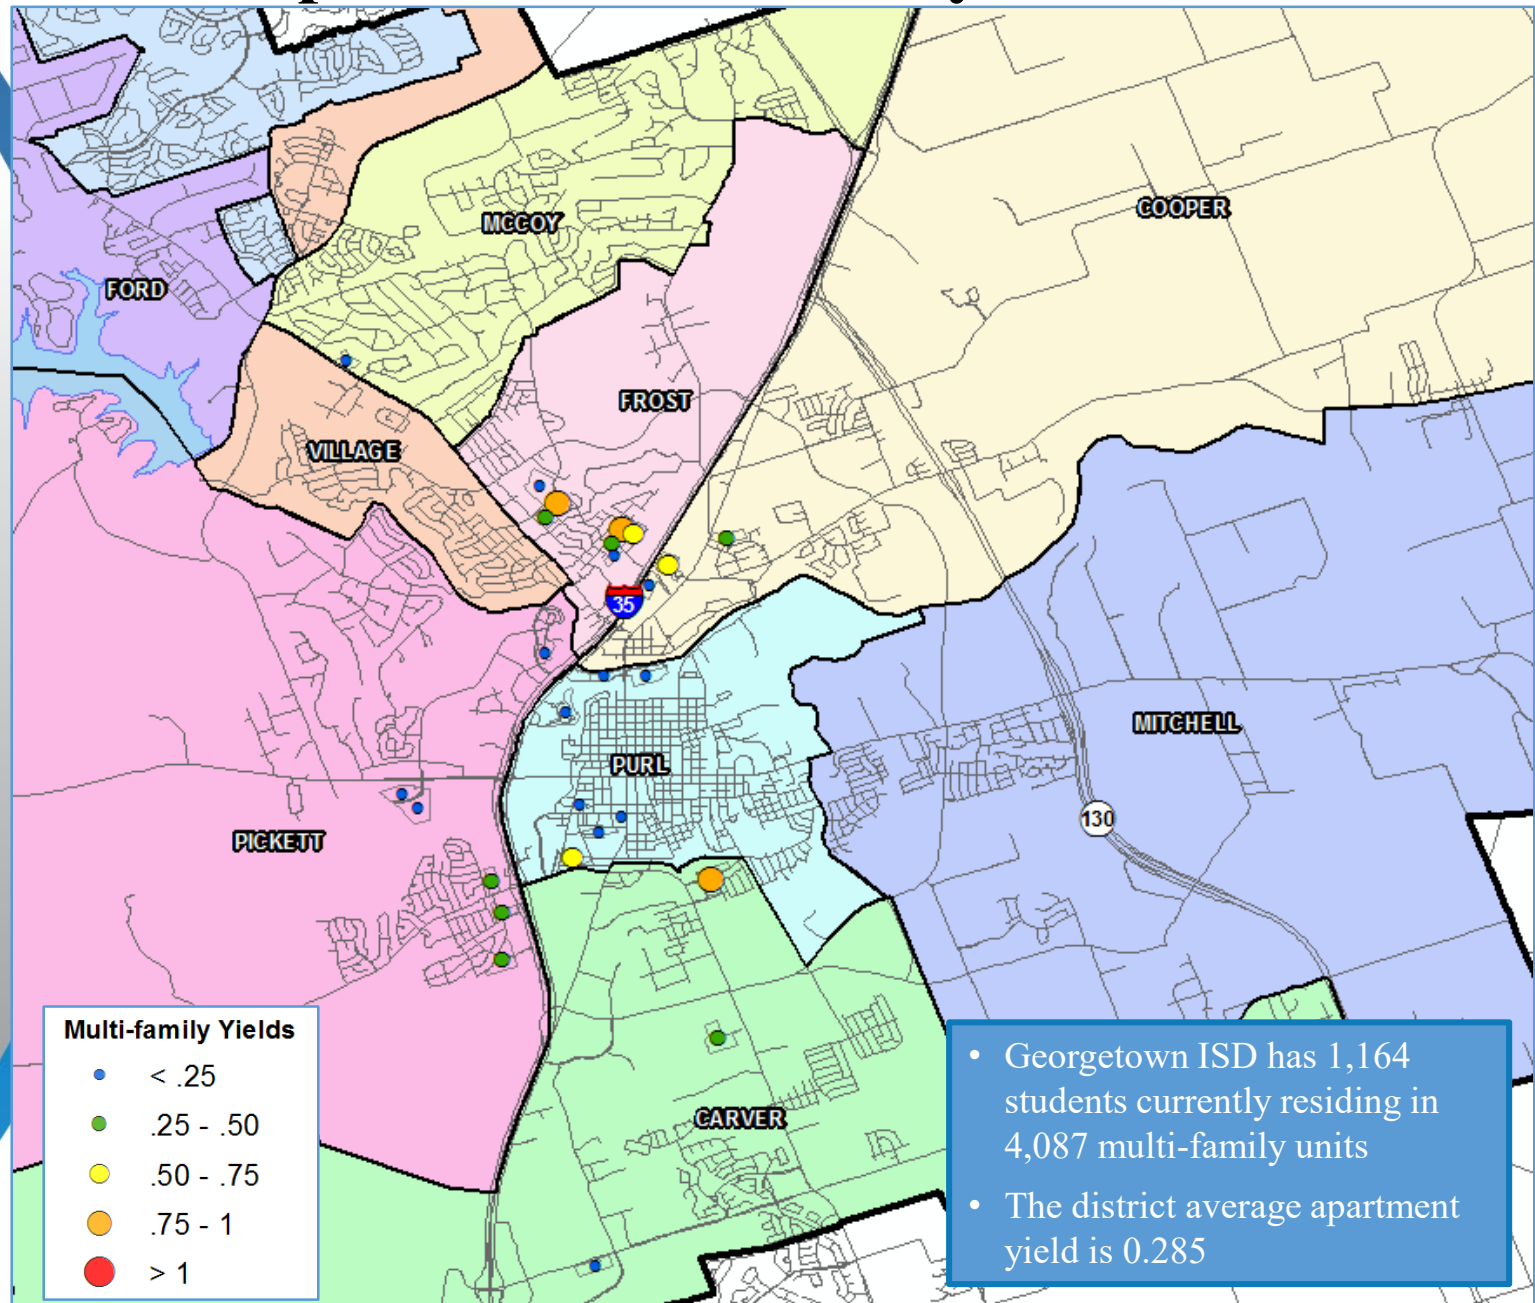 MCCOY
COOPER
FORD
FROST
VILLAGE
35
MITCHELL
PURL
130
PICKETT
CARVER
Multi-family Yields
< .25
.25 - .50
.50 - .75
.75 - 1
> 1
• Georgetown ISD has 1,164
students currently residing in
4,087 multi-family units
• The district average apartment
yield is 0.285